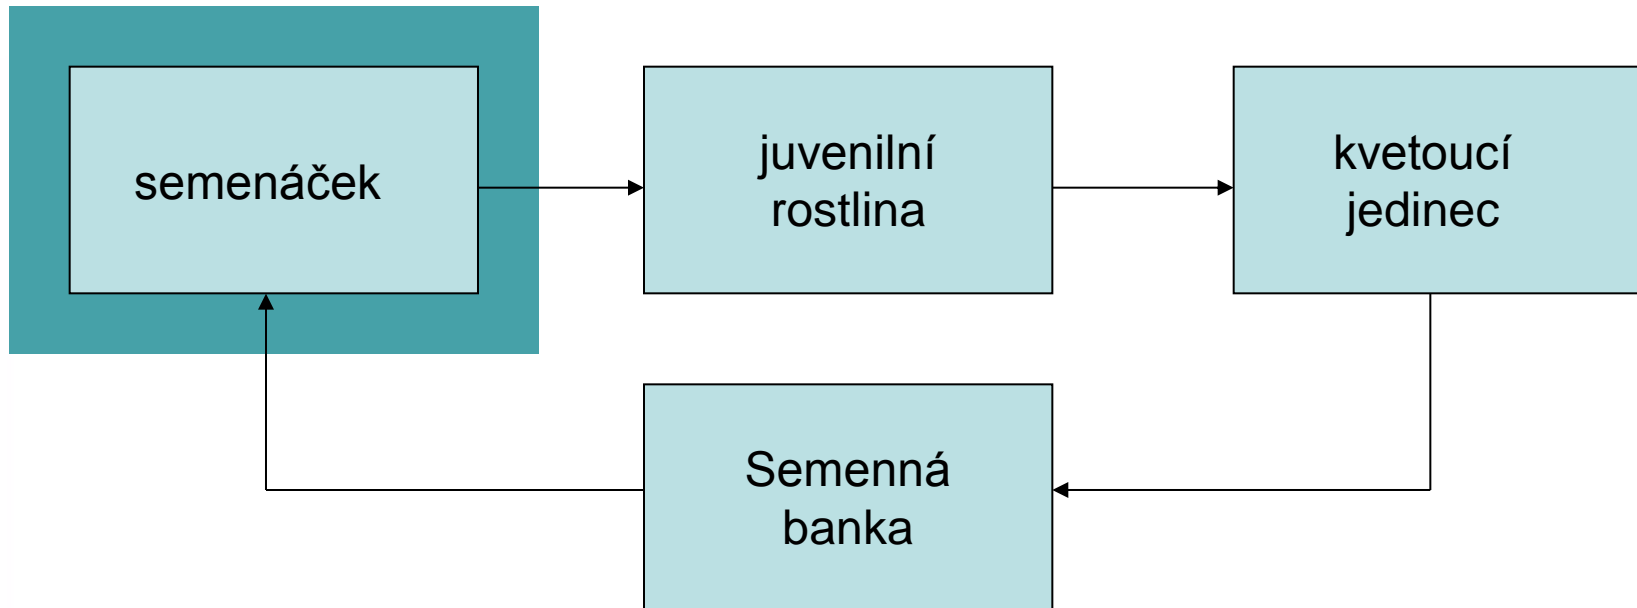 semenáček
juvenilní
rostlina
kvetoucí
jedinec
Semenná
banka